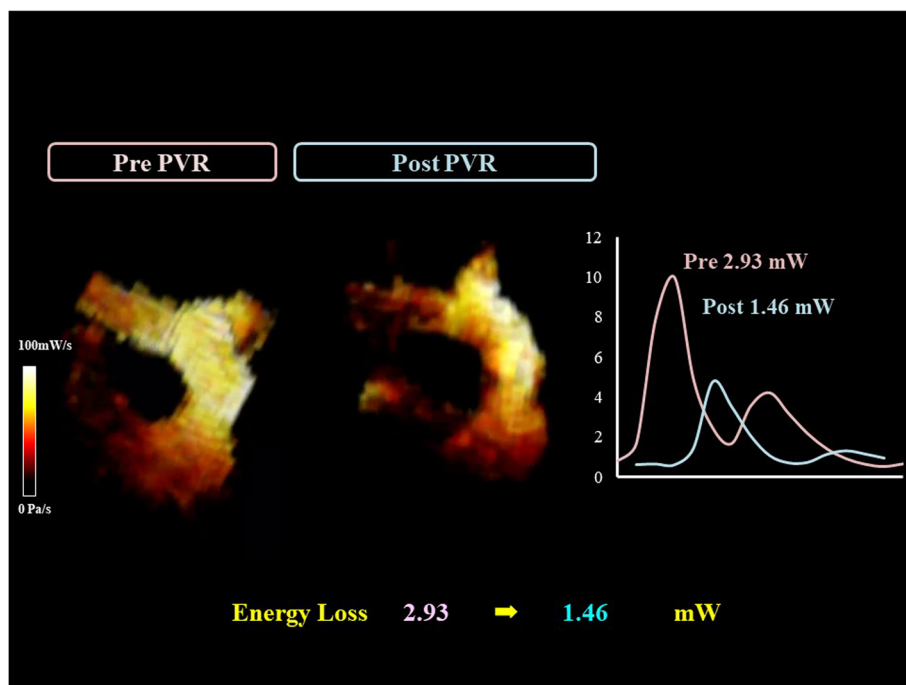 Pre PVR
Post PVR
100mW/s
0 Pa/s
12
10
8
6
4
2
0
Pre 2.93 mW
Post 1.46 mW
Energy Loss 2.93 ➡ 1.46 mW